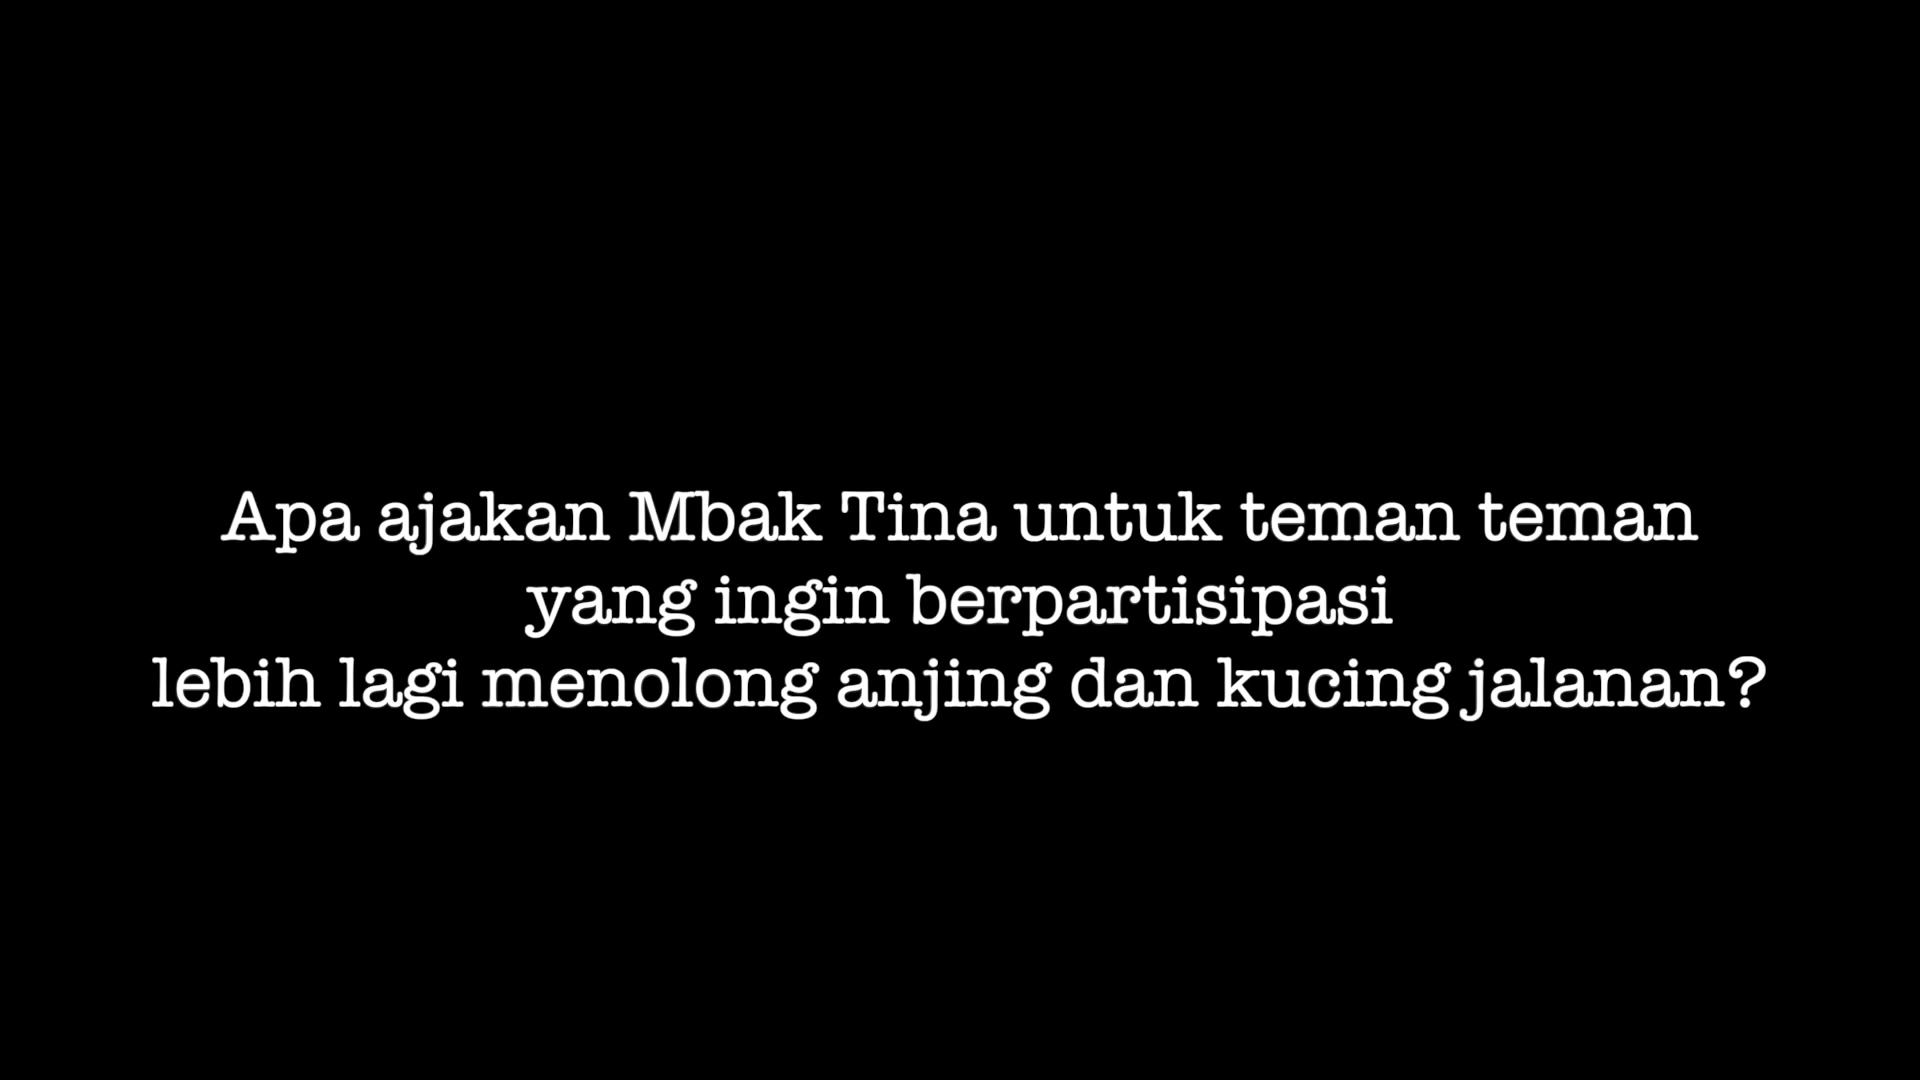 Apa ajakan Mbak Tina untuk teman teman
yang ingin berpartisipasi
lebih lagi menolong anjing dan kucing jalanan?